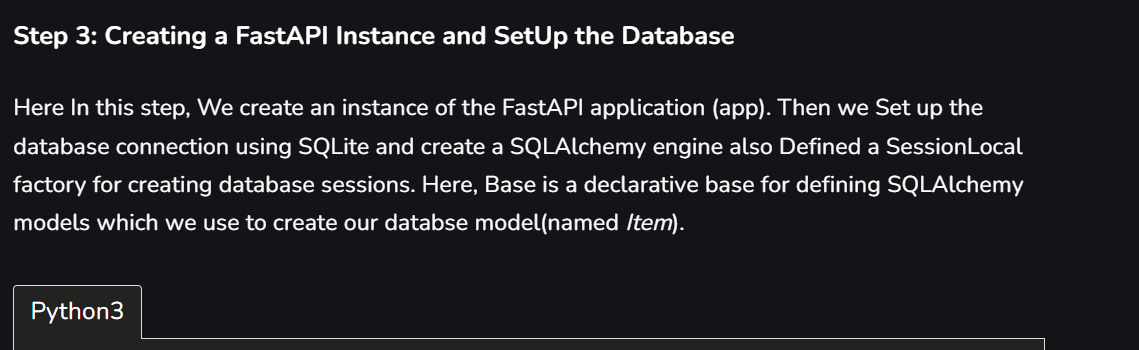 Step 3: Creating a FastAPI Instance and SetUp the Database
Here In this step, We create an instance of the FastAPI application (app). Then we Set up the
database connection using SQLite and create a SQLAlchemy engine also Defined a SessionLocal
factory for creating database sessions. Here, Base is a declarative base for defining SQLAlchemy
models which we use to create our databse model(named Item).
Python3